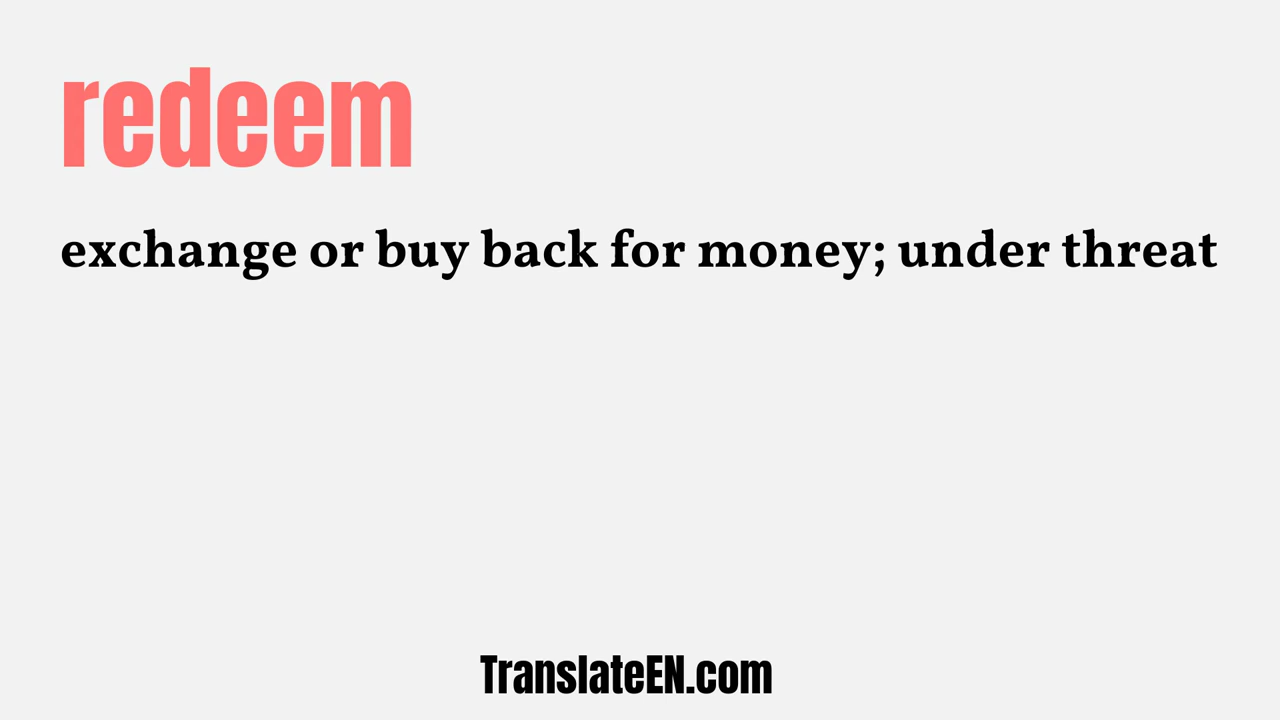 redeem
exchange or buy back for money; under threat
TranslateEN.com